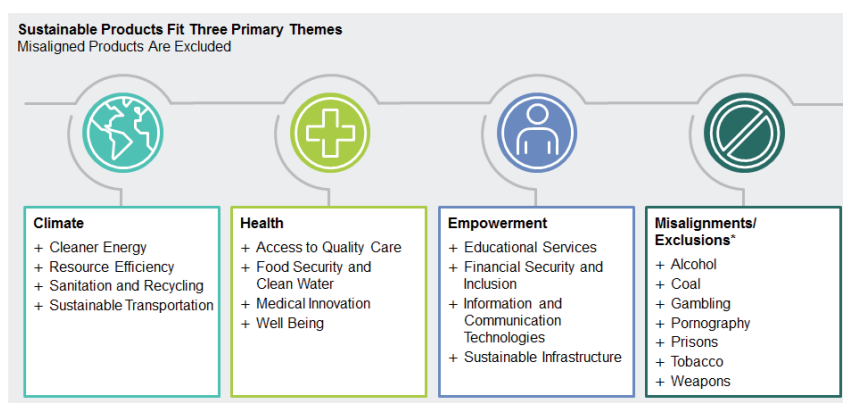 Sustainable Products Fit Three Primary Themes
Misaligned Products Are Excluded
Climate
+ Cleaner Energy
+ Resource Efficiency
+ Sanitation and Recycling
+ Sustainable Transportation
Health
+ Access to Quality Care
+ Food Security and
Clean Water
+ Medical Innovation
+ Well Being
Empowerment
+ Educational Services
+ Financial Security and
Inclusion
+ Information and
Communication
Technologies
+ Sustainable Infrastructure
Misalignments/
Exclusions*
+ Alcohol
+ Coal
+ Gambling
+ Pornography
+ Prisons
+ Tobacco
+ Weapons